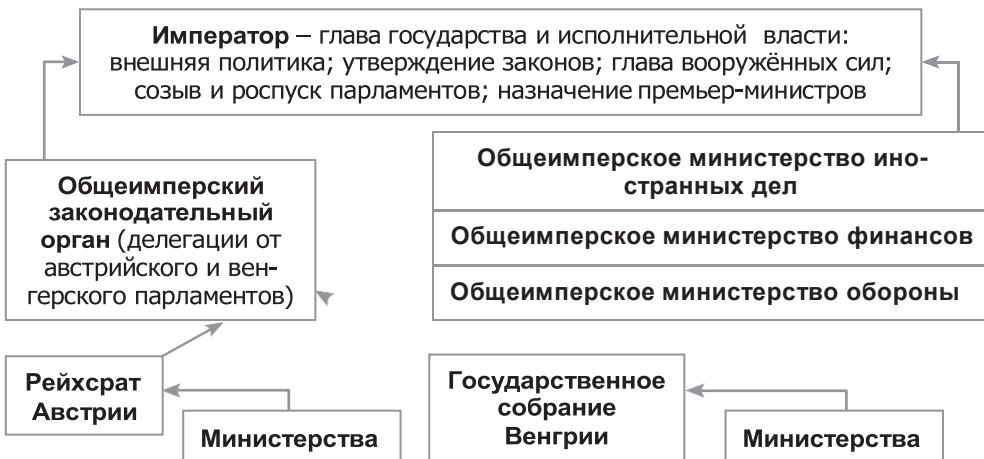 Император – глава государства и исполнительной власти:
внешняя политика; утверждение законов; глава вооружённых сил;
созыв и роспуск парламентов; назначение премьер-министров
Общеимперский
законодательный
орган (делегации от
австрийского и вен-
герского парламентов)
Общеимперское министерство ино-
странных дел
Общеимперское министерство финансов
Общеимперское министерство обороны
Рейхсрат
Австрии
Министерства
Государственное
собрание
Венгрии
Министерства